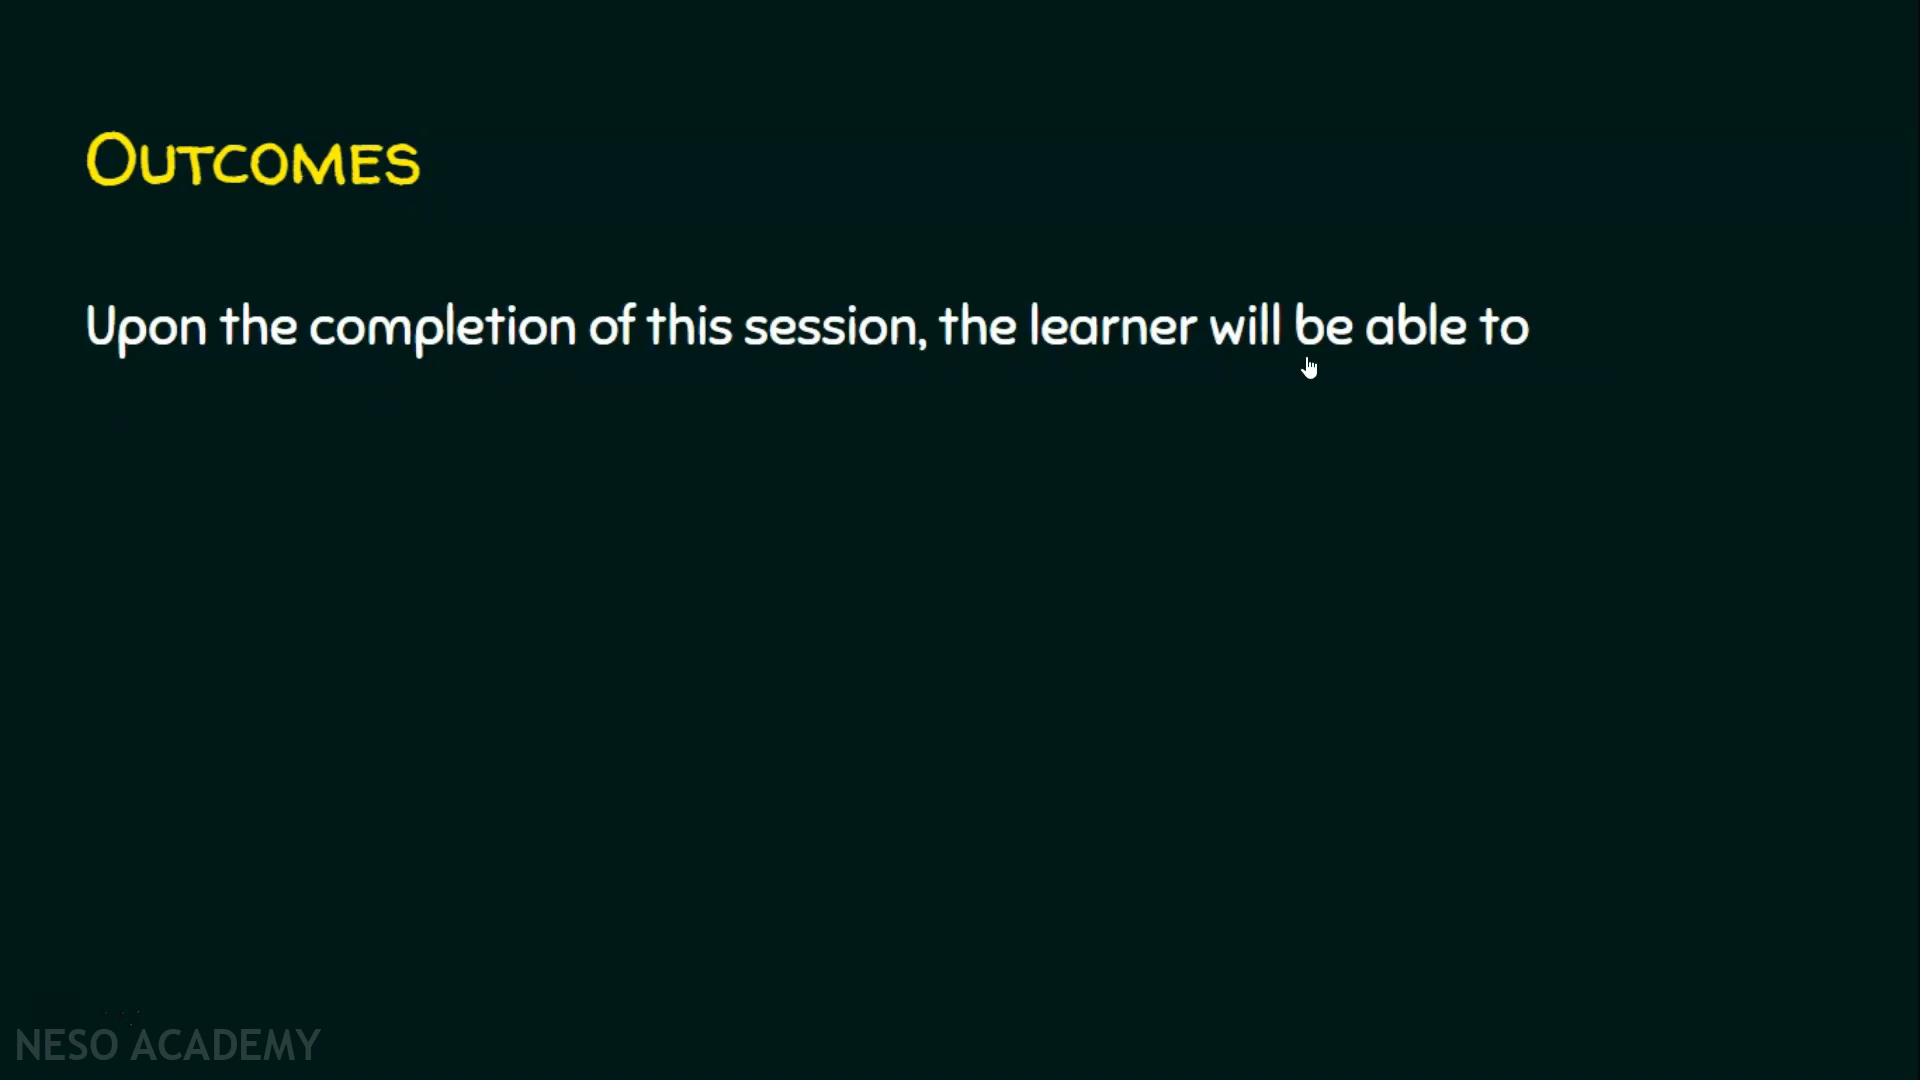 OUTCOMES
Upon the completion of this session, the learner will be able to
NESO ACADEMY